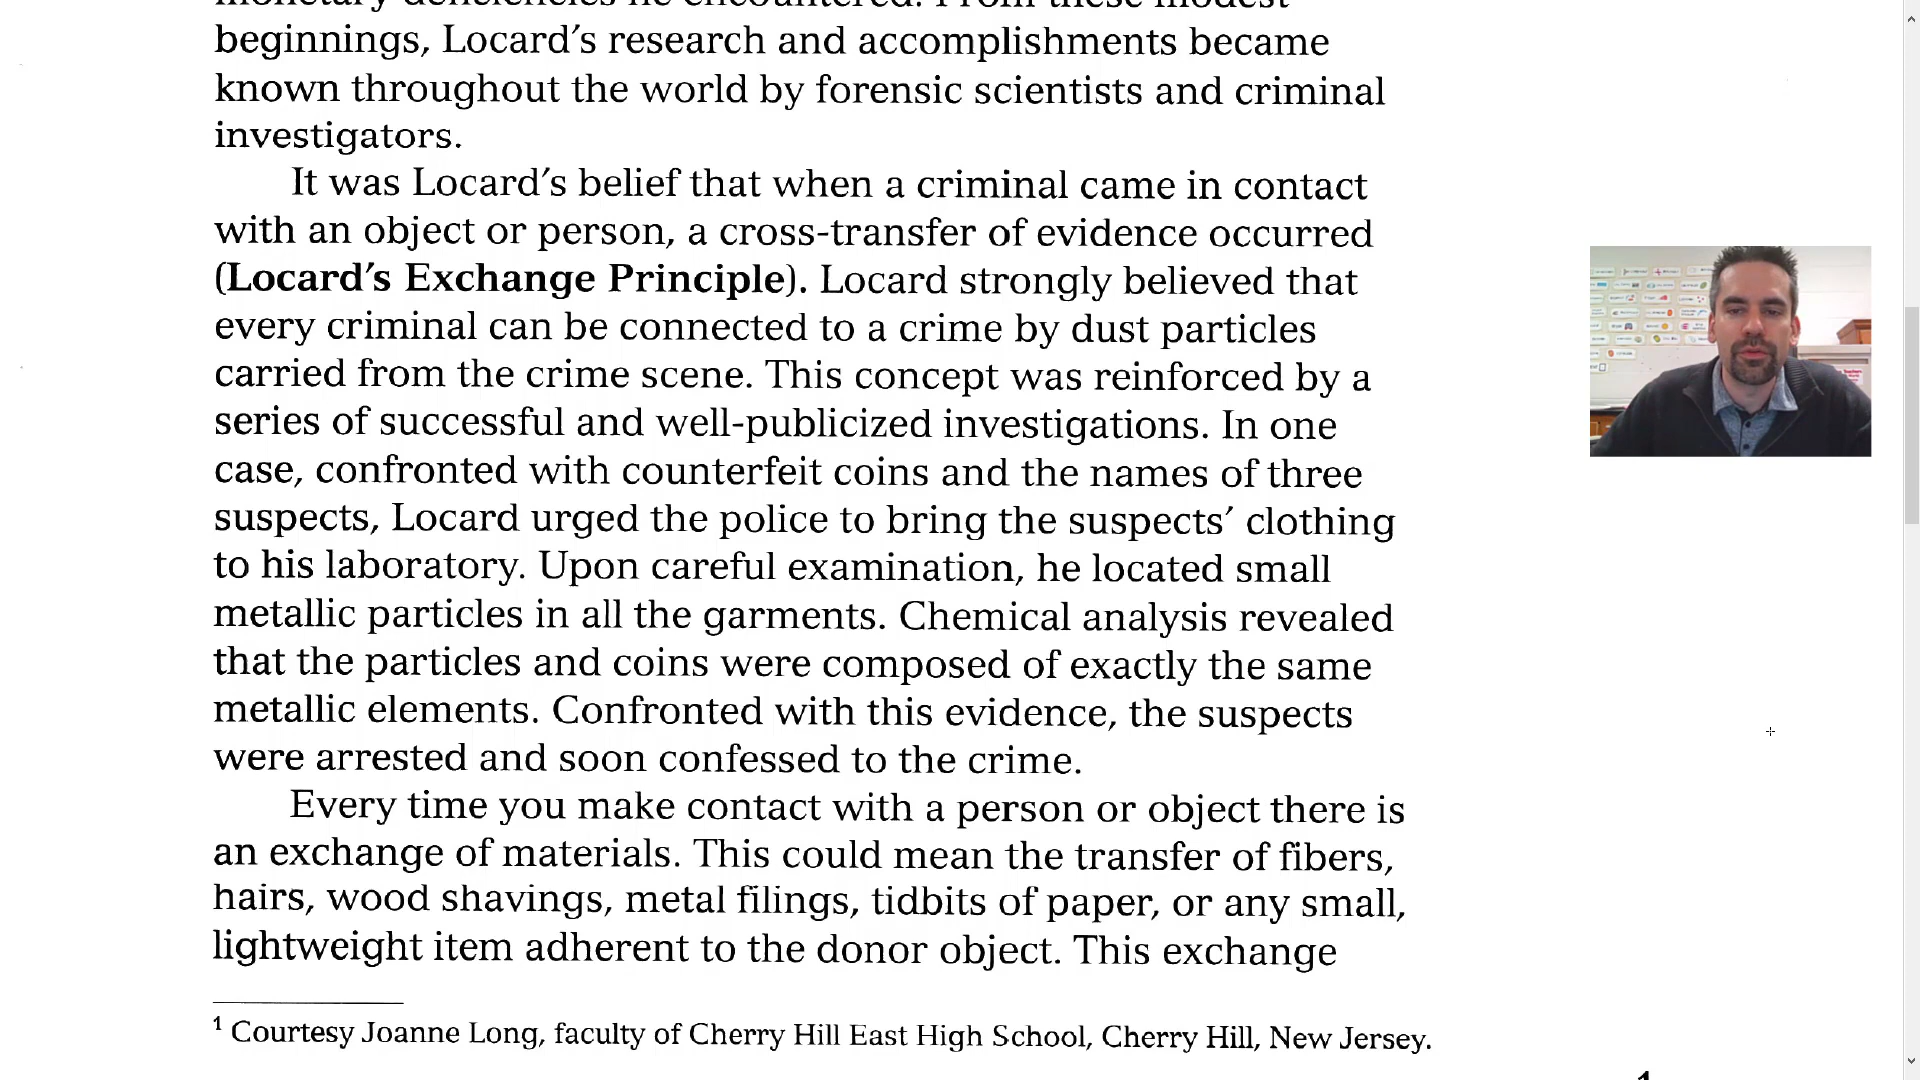 monetary deficiencies he encountered. From these modest
beginnings, Locard's research and accomplishments became
known throughout the world by forensic scientists and criminal
investigators.
It was Locard's belief that when a criminal came in contact
with an object or person, a cross-transfer of evidence occurred
(Locard's Exchange Principle). Locard strongly believed that
every criminal can be connected to a crime by dust particles
carried from the crime scene. This concept was reinforced by a
series of successful and well-publicized investigations. In one
case, confronted with counterfeit coins and the names of three
suspects, Locard urged the police to bring the suspects' clothing
to his laboratory. Upon careful examination, he located small
metallic particles in all the garments. Chemical analysis revealed
that the particles and coins were composed of exactly the same
metallic elements. Confronted with this evidence, the suspects
were arrested and soon confessed to the crime.
Every time you make contact with a person or object there is
an exchange of materials. This could mean the transfer of fibers,
hairs, wood shavings, metal filings, tidbits of paper, or any small,
lightweight item adherent to the donor object. This exchange
1 Courtesy Joanne Long, faculty of Cherry Hill East High School, Cherry Hill, New Jersey.